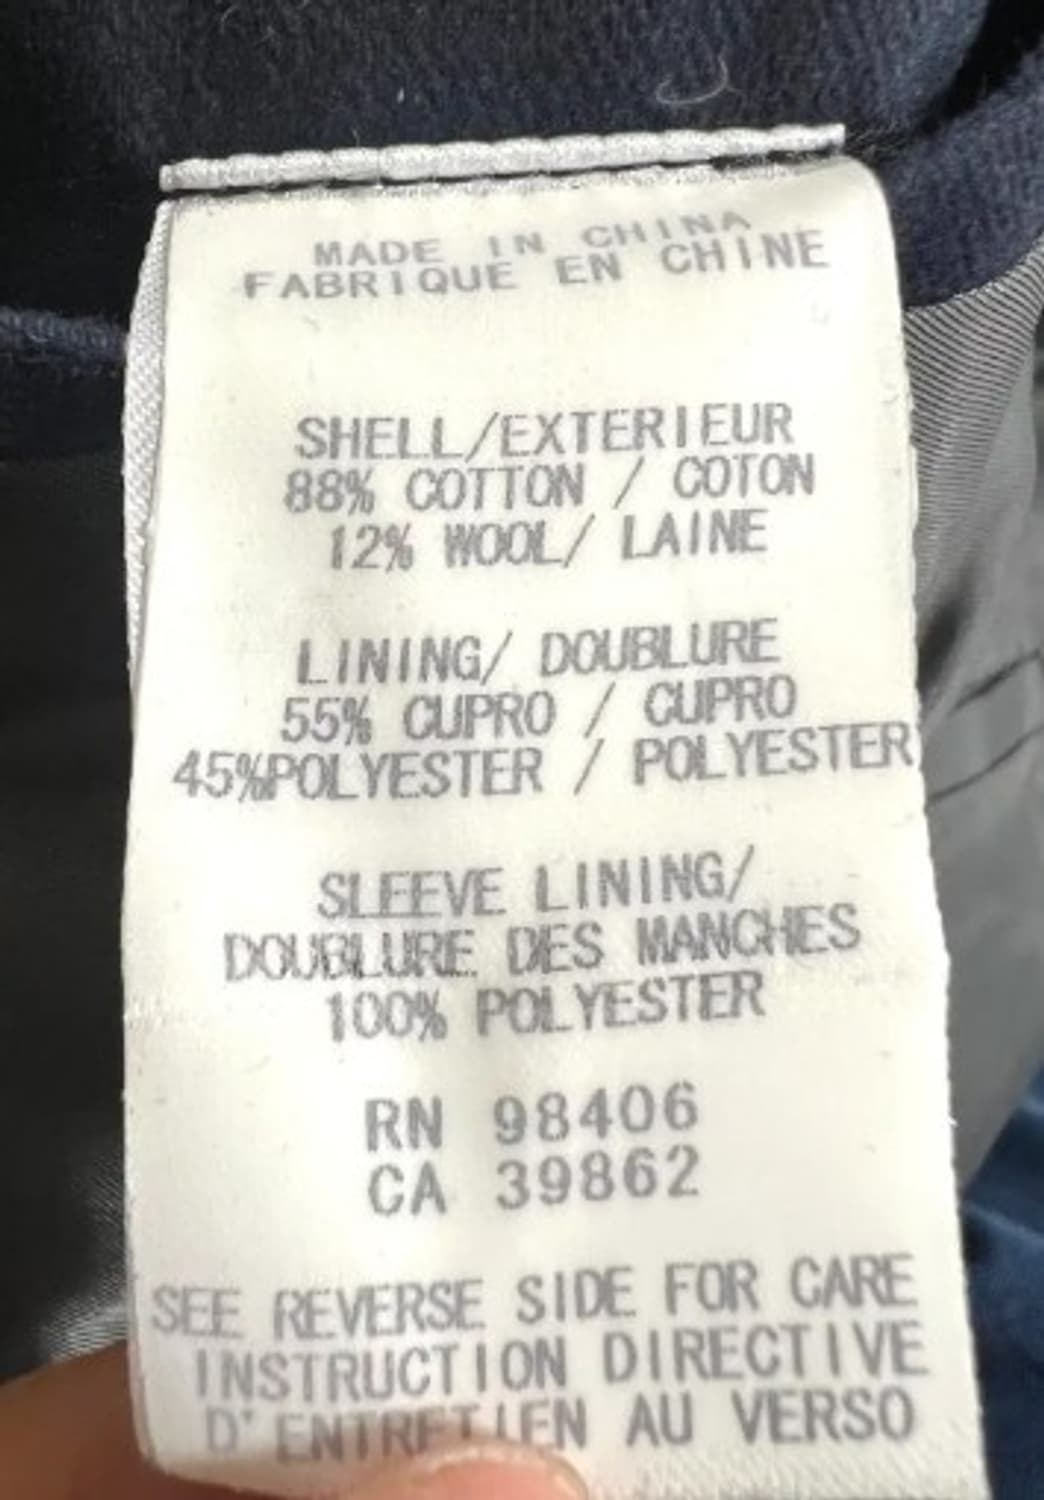 MADE IN CHINA
FABRIQUE EN CHINE
SHELL/EXTERIEUR
88% COTTON / COTON
12% WOOL/ LAINE
LINING/ DOUBLURE
55% CUPRO / CUPRO
45%POLYESTER / POLYESTER
SLEEVE LINING/
DOUBLURE DES MANCHES
100% POLYESTER
RN 98406
CA 39862
SEE REVERSE SIDE FOR CARE
INSTRUCTION DIRECTIVE
D'ENTRETIEN AU VERSO